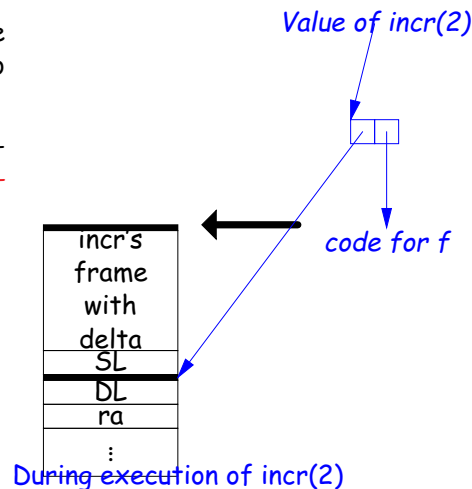 Value of incr(2)
code for f
incr's
frame
with
delta
SL
DL
ra
⋮
During execution of incr(2)